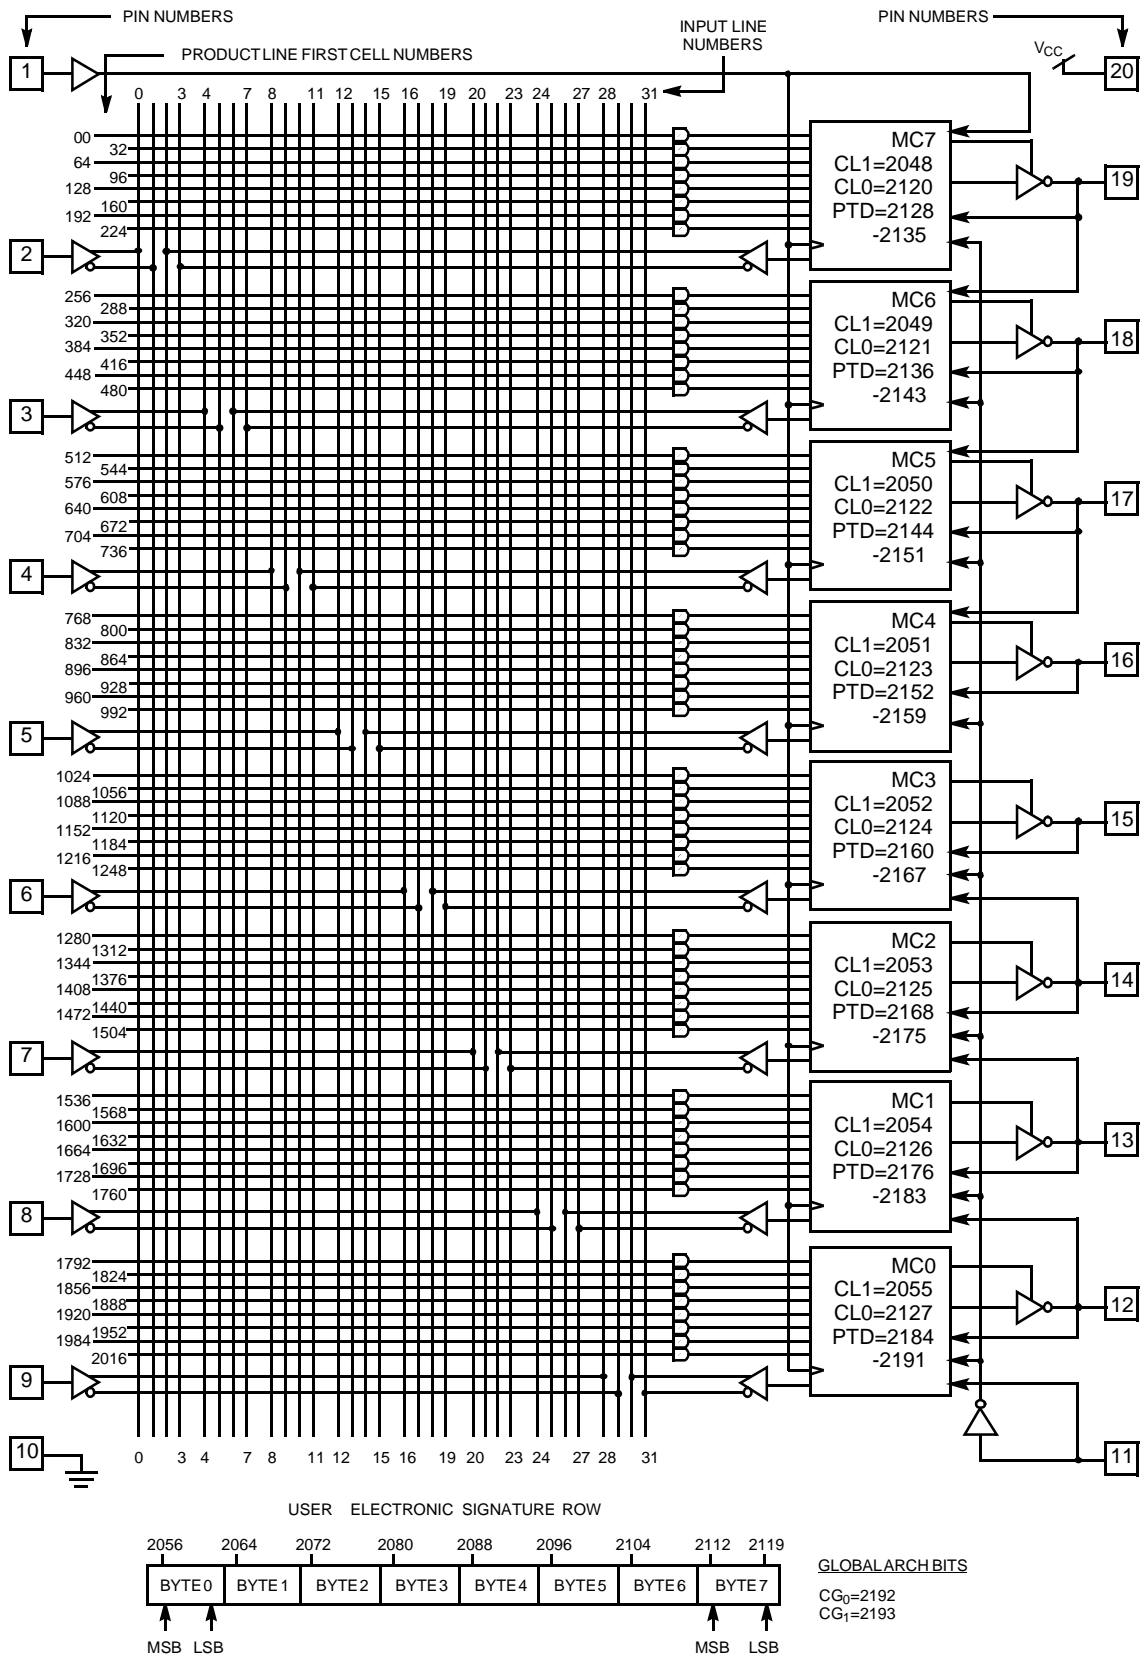 PIN NUMBERS
INPUT LINE
NUMBERS
PIN NUMBERS
PRODUCT LINE FIRST CELL NUMBERS
VCC
1
20
0 3 4 7 8 11 12 15 16 19 20 23 24 27 28 31
00
32
64
96
128
160
192
224
MC7
CL1=2048
CL0=2120
PTD=2128
-2135
19
2
256
288
320
352
384
416
448
480
MC6
CL1=2049
CL0=2121
PTD=2136
-2143
18
3
512
544
576
608
640
672
704
736
MC5
CL1=2050
CL0=2122
PTD=2144
-2151
17
4
768
800
832
864
896
928
960
992
MC4
CL1=2051
CL0=2123
PTD=2152
-2159
16
5
1024
1056
1088
1120
1152
1184
1216
1248
MC3
CL1=2052
CL0=2124
PTD=2160
-2167
15
6
1280
1312
1344
1376
1408
1440
1472
1504
MC2
CL1=2053
CL0=2125
PTD=2168
-2175
14
7
1536
1568
1600
1632
1664
1696
1728
1760
MC1
CL1=2054
CL0=2126
PTD=2176
-2183
13
8
1792
1824
1856
1888
1920
1952
1984
2016
MC0
CL1=2055
CL0=2127
PTD=2184
-2191
12
9
10
11
0 3 4 7 8 11 12 15 16 19 20 23 24 27 28 31
USER ELECTRONIC SIGNATURE ROW
2056 2064 2072 2080 2088 2096 2104 2112 2119
BYTE 0 BYTE 1 BYTE 2 BYTE 3 BYTE 4 BYTE 5 BYTE 6 BYTE 7
MSB LSB MSB LSB
GLOBAL ARCH BITS
CG0=2192
CG1=2193